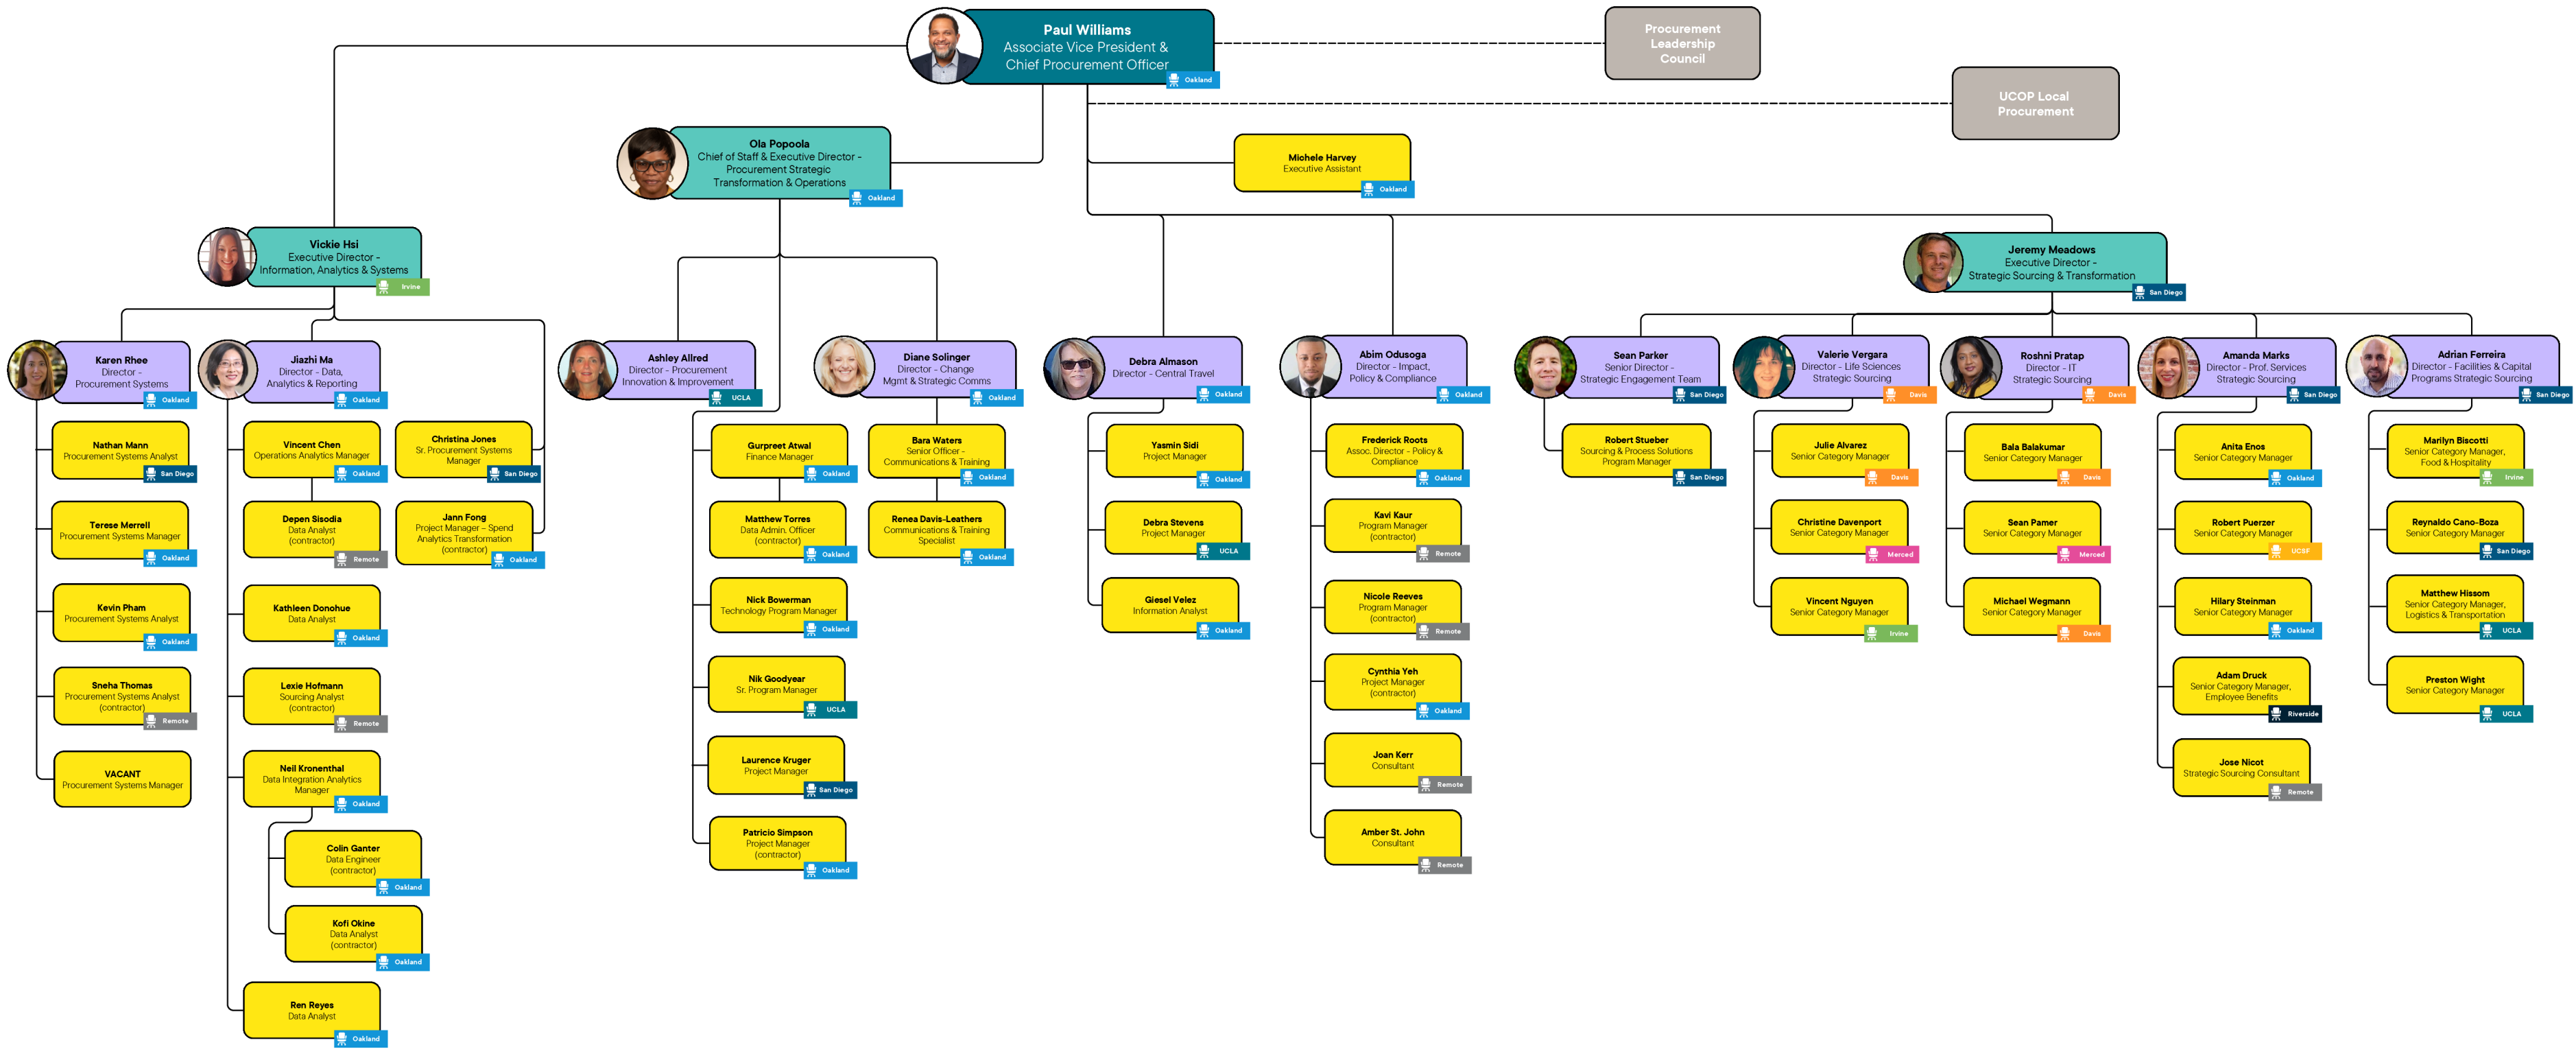 Paul Williams
Associate Vice President &
Chief Procurement Officer
Oakland
Procurement
Leadership
Council
UCOP Local
Procurement
Ola Popoola
Chief of Staff & Executive Director -
Procurement Strategic
Transformation & Operations
Oakland
Michele Harvey
Executive Assistant
Oakland
Vickie Hsi
Executive Director -
Information, Analytics & Systems
Irvine
Jeremy Meadows
Executive Director -
Strategic Sourcing & Transformation
San Diego
Karen Rhee
Director -
Procurement Systems
Oakland
Nathan Mann
Procurement Systems Analyst
San Diego
Terese Merrell
Procurement Systems Manager
Oakland
Kevin Pham
Procurement Systems Analyst
Oakland
Sneha Thomas
Procurement Systems Analyst
(contractor)
Remote
VACANT
Procurement Systems Manager
Jiazhi Ma
Director - Data,
Analytics & Reporting
Oakland
Vincent Chen
Operations Analytics Manager
Oakland
Depen Sisodia
Data Analyst
(contractor)
Remote
Kathleen Donohue
Data Analyst
Oakland
Lexie Hofmann
Sourcing Analyst
(contractor)
Remote
Neil Kronenthal
Data Integration Analytics
Manager
Oakland
Colin Ganter
Data Engineer
(contractor)
Oakland
Kofi Okine
Data Analyst
(contractor)
Oakland
Ren Reyes
Data Analyst
Oakland
Christina Jones
Sr. Procurement Systems
Manager
San Diego
Jann Fong
Project Manager – Spend
Analytics Transformation
(contractor)
Oakland
Ashley Allred
Director - Procurement
Innovation & Improvement
UCLA
Gurpreet Atwal
Finance Manager
Oakland
Matthew Torres
Data Admin. Officer
(contractor)
Oakland
Nick Bowerman
Technology Program Manager
Oakland
Nik Goodyear
Sr. Program Manager
UCLA
Laurence Kruger
Project Manager
San Diego
Patricio Simpson
Project Manager
(contractor)
Oakland
Diane Solinger
Director - Change
Mgmt & Strategic Comms
Oakland
Bara Waters
Senior Officer -
Communications & Training
Oakland
Renea Davis-Leathers
Communications & Training
Specialist
Oakland
Debra Almason
Director - Central Travel
Oakland
Yasmin Sidi
Project Manager
Oakland
Debra Stevens
Project Manager
UCLA
Giesel Velez
Information Analyst
Oakland
Abim Odusoga
Director - Impact,
Policy & Compliance
Oakland
Frederick Roots
Assoc. Director - Policy &
Compliance
Oakland
Kavi Kaur
Program Manager
(contractor)
Remote
Nicole Reeves
Program Manager
(contractor)
Remote
Cynthia Yeh
Project Manager
(contractor)
Oakland
Joan Kerr
Consultant
Remote
Amber St. John
Consultant
Remote
Sean Parker
Senior Director -
Strategic Engagement Team
San Diego
Robert Stueber
Sourcing & Process Solutions
Program Manager
San Diego
Valerie Vergara
Director - Life Sciences
Strategic Sourcing
Davis
Julie Alvarez
Senior Category Manager
Davis
Christine Davenport
Senior Category Manager
Merced
Vincent Nguyen
Senior Category Manager
Irvine
Roshni Pratap
Director - IT
Strategic Sourcing
Davis
Bala Balakumar
Senior Category Manager
Davis
Sean Pamer
Senior Category Manager
Merced
Michael Wegmann
Senior Category Manager
Davis
Amanda Marks
Director - Prof. Services
Strategic Sourcing
San Diego
Anita Enos
Senior Category Manager
Oakland
Robert Puerzer
Senior Category Manager
UCSF
Hilary Steinman
Senior Category Manager
Oakland
Adam Druck
Senior Category Manager,
Employee Benefits
Riverside
Jose Nicot
Strategic Sourcing Consultant
Remote
Adrian Ferreira
Director - Facilities & Capital
Programs Strategic Sourcing
San Diego
Marilyn Biscotti
Senior Category Manager,
Food & Hospitality
Irvine
Reynaldo Cano-Boza
Senior Category Manager
San Diego
Matthew Hissom
Senior Category Manager,
Logistics & Transportation
UCLA
Preston Wight
Senior Category Manager
UCLA